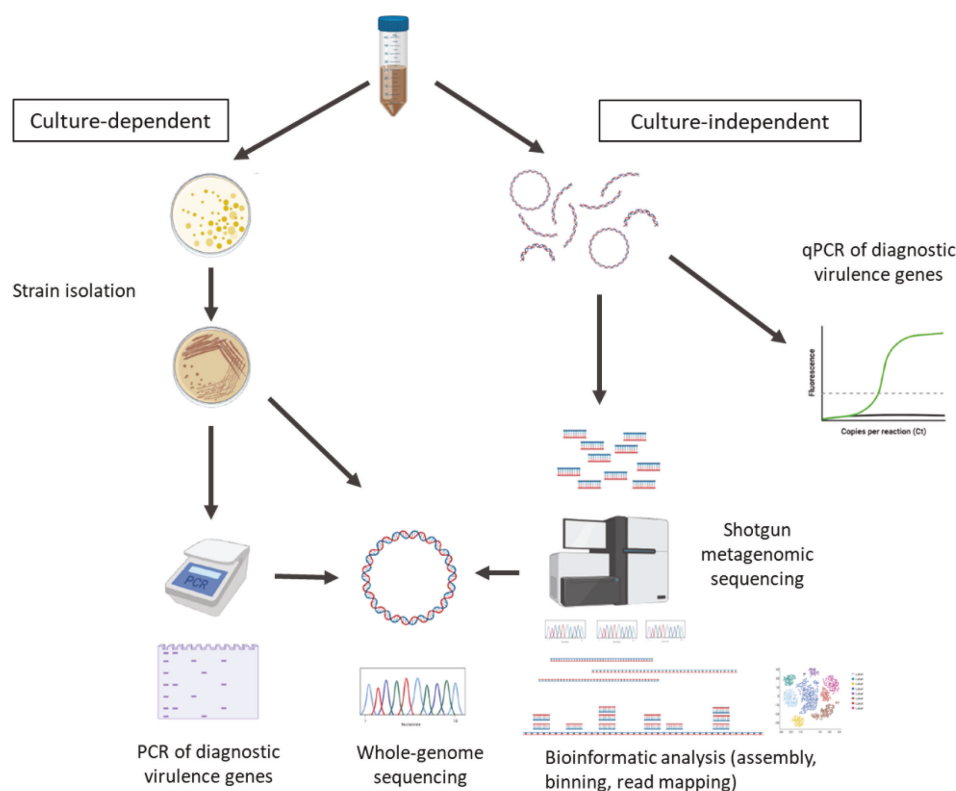 Culture-dependent
Culture-independent
qPCR of diagnostic
virulence genes
Strain isolation
Fluorescence
Copies per reaction (Ct)
PCR
Shotgun
metagenomic
sequencing
PCR of diagnostic
virulence genes
Whole-genome
sequencing
Bioinformatic analysis (assembly,
binning, read mapping)